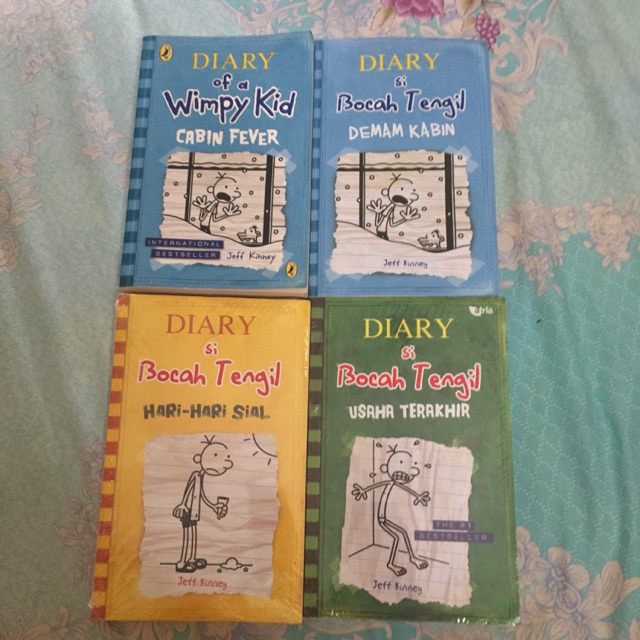 DIARY
of a
Wimpy Kid
CABIN FEVER
INTERNATIONAL
BESTSELLER
Jeff Kinney
DIARY
si
Bocah Tengil
DEMAM KABIN
Jeff Kinney
DIARY
si
Bocah Tengil
HARI-HARI SIAL
Jeff Kinney
DIARY
si
Bocah Tengil
USAHA TERAKHIR
THE #1
BESTSELLER
Jeff Kinney